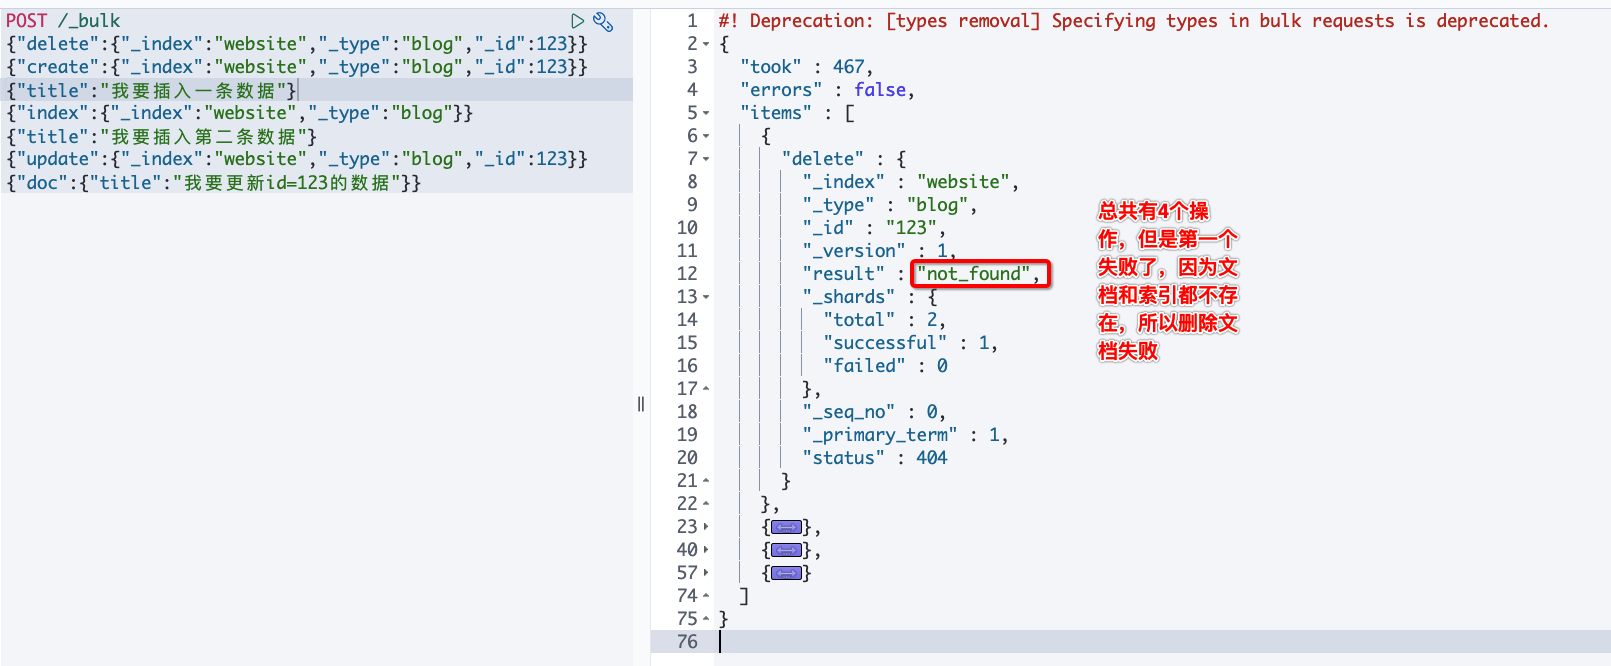 POST /_bulk
{"delete":{"_index":"website","_type":"blog","_id":123}}
{"create":{"_index":"website","_type":"blog","_id":123}}
{"title":"我要插入一条数据"}
{"index":{"_index":"website","_type":"blog"}}
{"title":"我要插入第二条数据"}
{"update":{"_index":"website","_type":"blog","_id":123}}
{"doc":{"title":"我要更新id=123的数据"}}
1 #! Deprecation: [types removal] Specifying types in bulk requests is deprecated.
2 {
3 "took" : 467,
4 "errors" : false,
5 "items" : [
6 {
7 "delete" : {
8 "_index" : "website",
9 "_type" : "blog",
10 "_id" : "123",
11 "_version" : 1,
12 "result" : "not_found",
13 "_shards" : {
14 "total" : 2,
15 "successful" : 1,
16 "failed" : 0
17 },
18 "_seq_no" : 0,
19 "_primary_term" : 1,
20 "status" : 404
21 }
22 },
23 {},
40 {},
57 {}
74 ]
75 }
76
总共有4个操
作，但是第一个
失败了，因为文
档和索引都不存
在，所以删除文
档失败